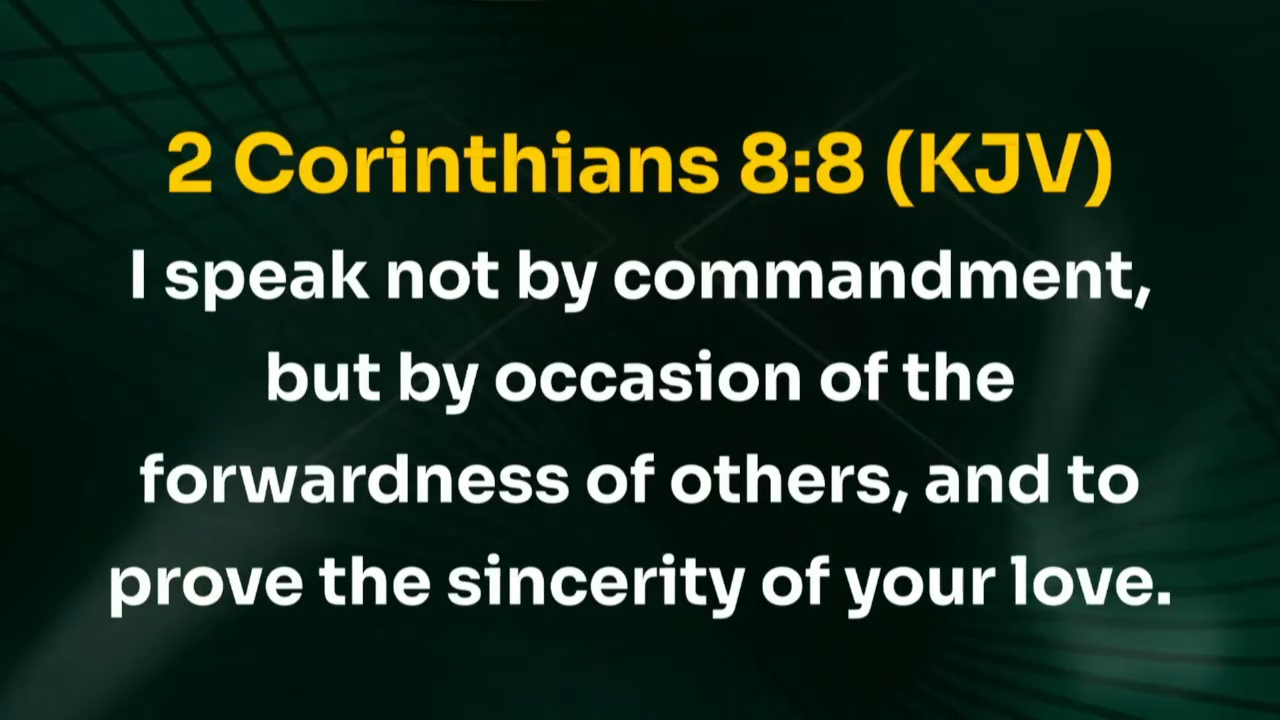 2 Corinthians 8:8 (KJV)
I speak not by commandment,
but by occasion of the
forwardness of others, and to
prove the sincerity of your love.